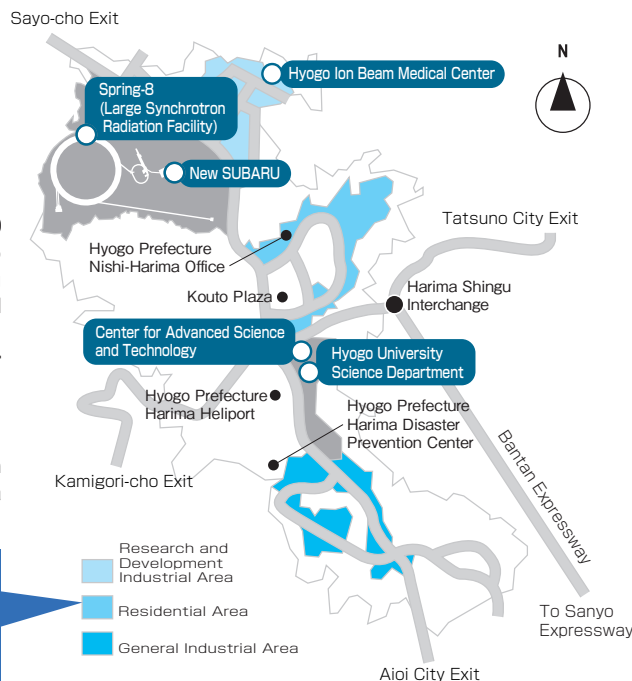 Sayo-cho Exit
N
Hyogo Ion Beam Medical Center
Spring-8
(Large Synchrotron
Radiation Facility)
New SUBARU
Tatsuno City Exit
Hyogo Prefecture
Nishi-Harima Office
Kouto Plaza
Harima Shingu
Interchange
Center for Advanced Science
and Technology
Hyogo University
Science Department
Hyogo Prefecture
Harima Heliport
Hyogo Prefecture
Harima Disaster
Prevention Center
Kamigori-cho Exit
Bantan Expressway
Research and
Development
Industrial Area
Residential Area
General Industrial Area
To Sanyo
Expressway
Aioi City Exit